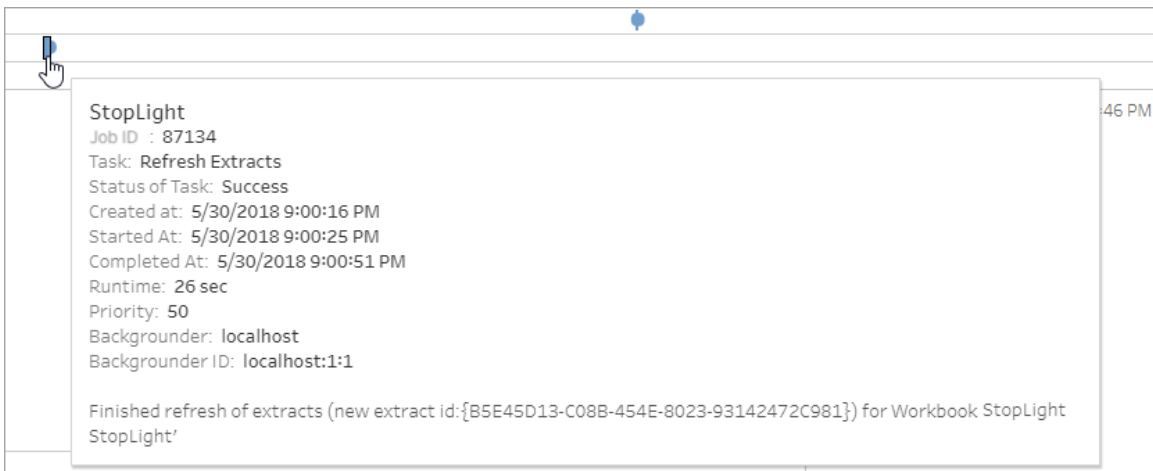 :46 PM
StopLight
Job ID : 87134
Task: Refresh Extracts
Status of Task: Success
Created at: 5/30/2018 9:00:16 PM
Started At: 5/30/2018 9:00:25 PM
Completed At: 5/30/2018 9:00:51 PM
Runtime: 26 sec
Priority: 50
Backgrounder: localhost
Backgrounder ID: localhost:1:1
Finished refresh of extracts (new extract id:{B5E45D13-C08B-454E-8023-93142472C981}) for Workbook StopLight
StopLight’